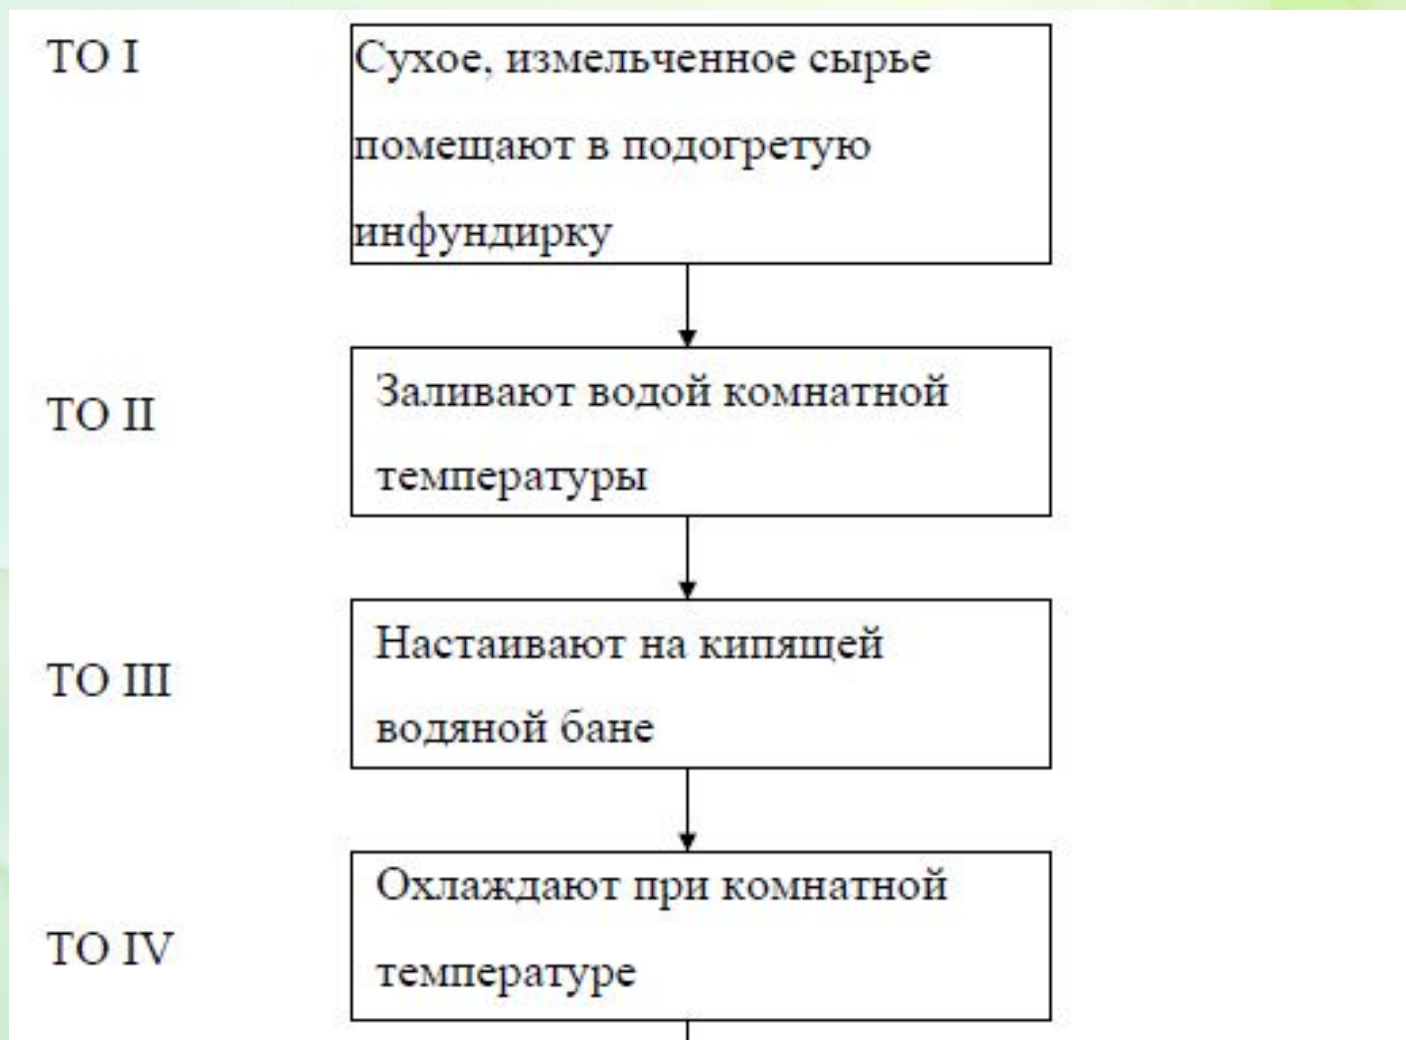 ТО I
Сухое, измельченное сырье
помещают в подогретую
инфундирку
ТО II
Заливают водой комнатной
температуры
ТО III
Настаивают на кипящей
водяной бане
ТО IV
Охлаждают при комнатной
температуре